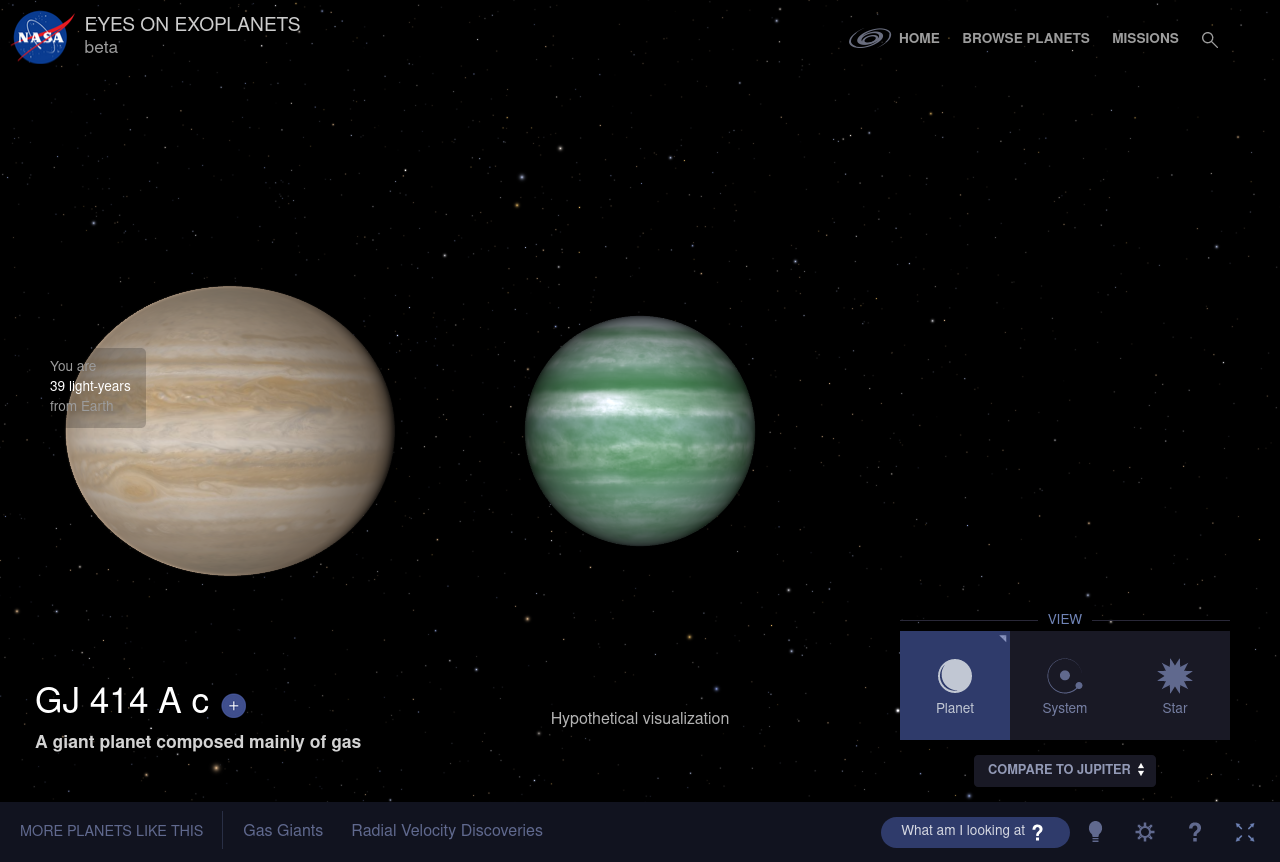 NASA
EYES ON EXOPLANETS
beta
HOME
BROWSE PLANETS
MISSIONS
You are
39 light-years
from Earth
VIEW
Planet
System
Star
GJ 414 A c +
A giant planet composed mainly of gas
Hypothetical visualization
COMPARE TO JUPITER
MORE PLANETS LIKE THIS
Gas Giants
Radial Velocity Discoveries
What am I looking at ?
?